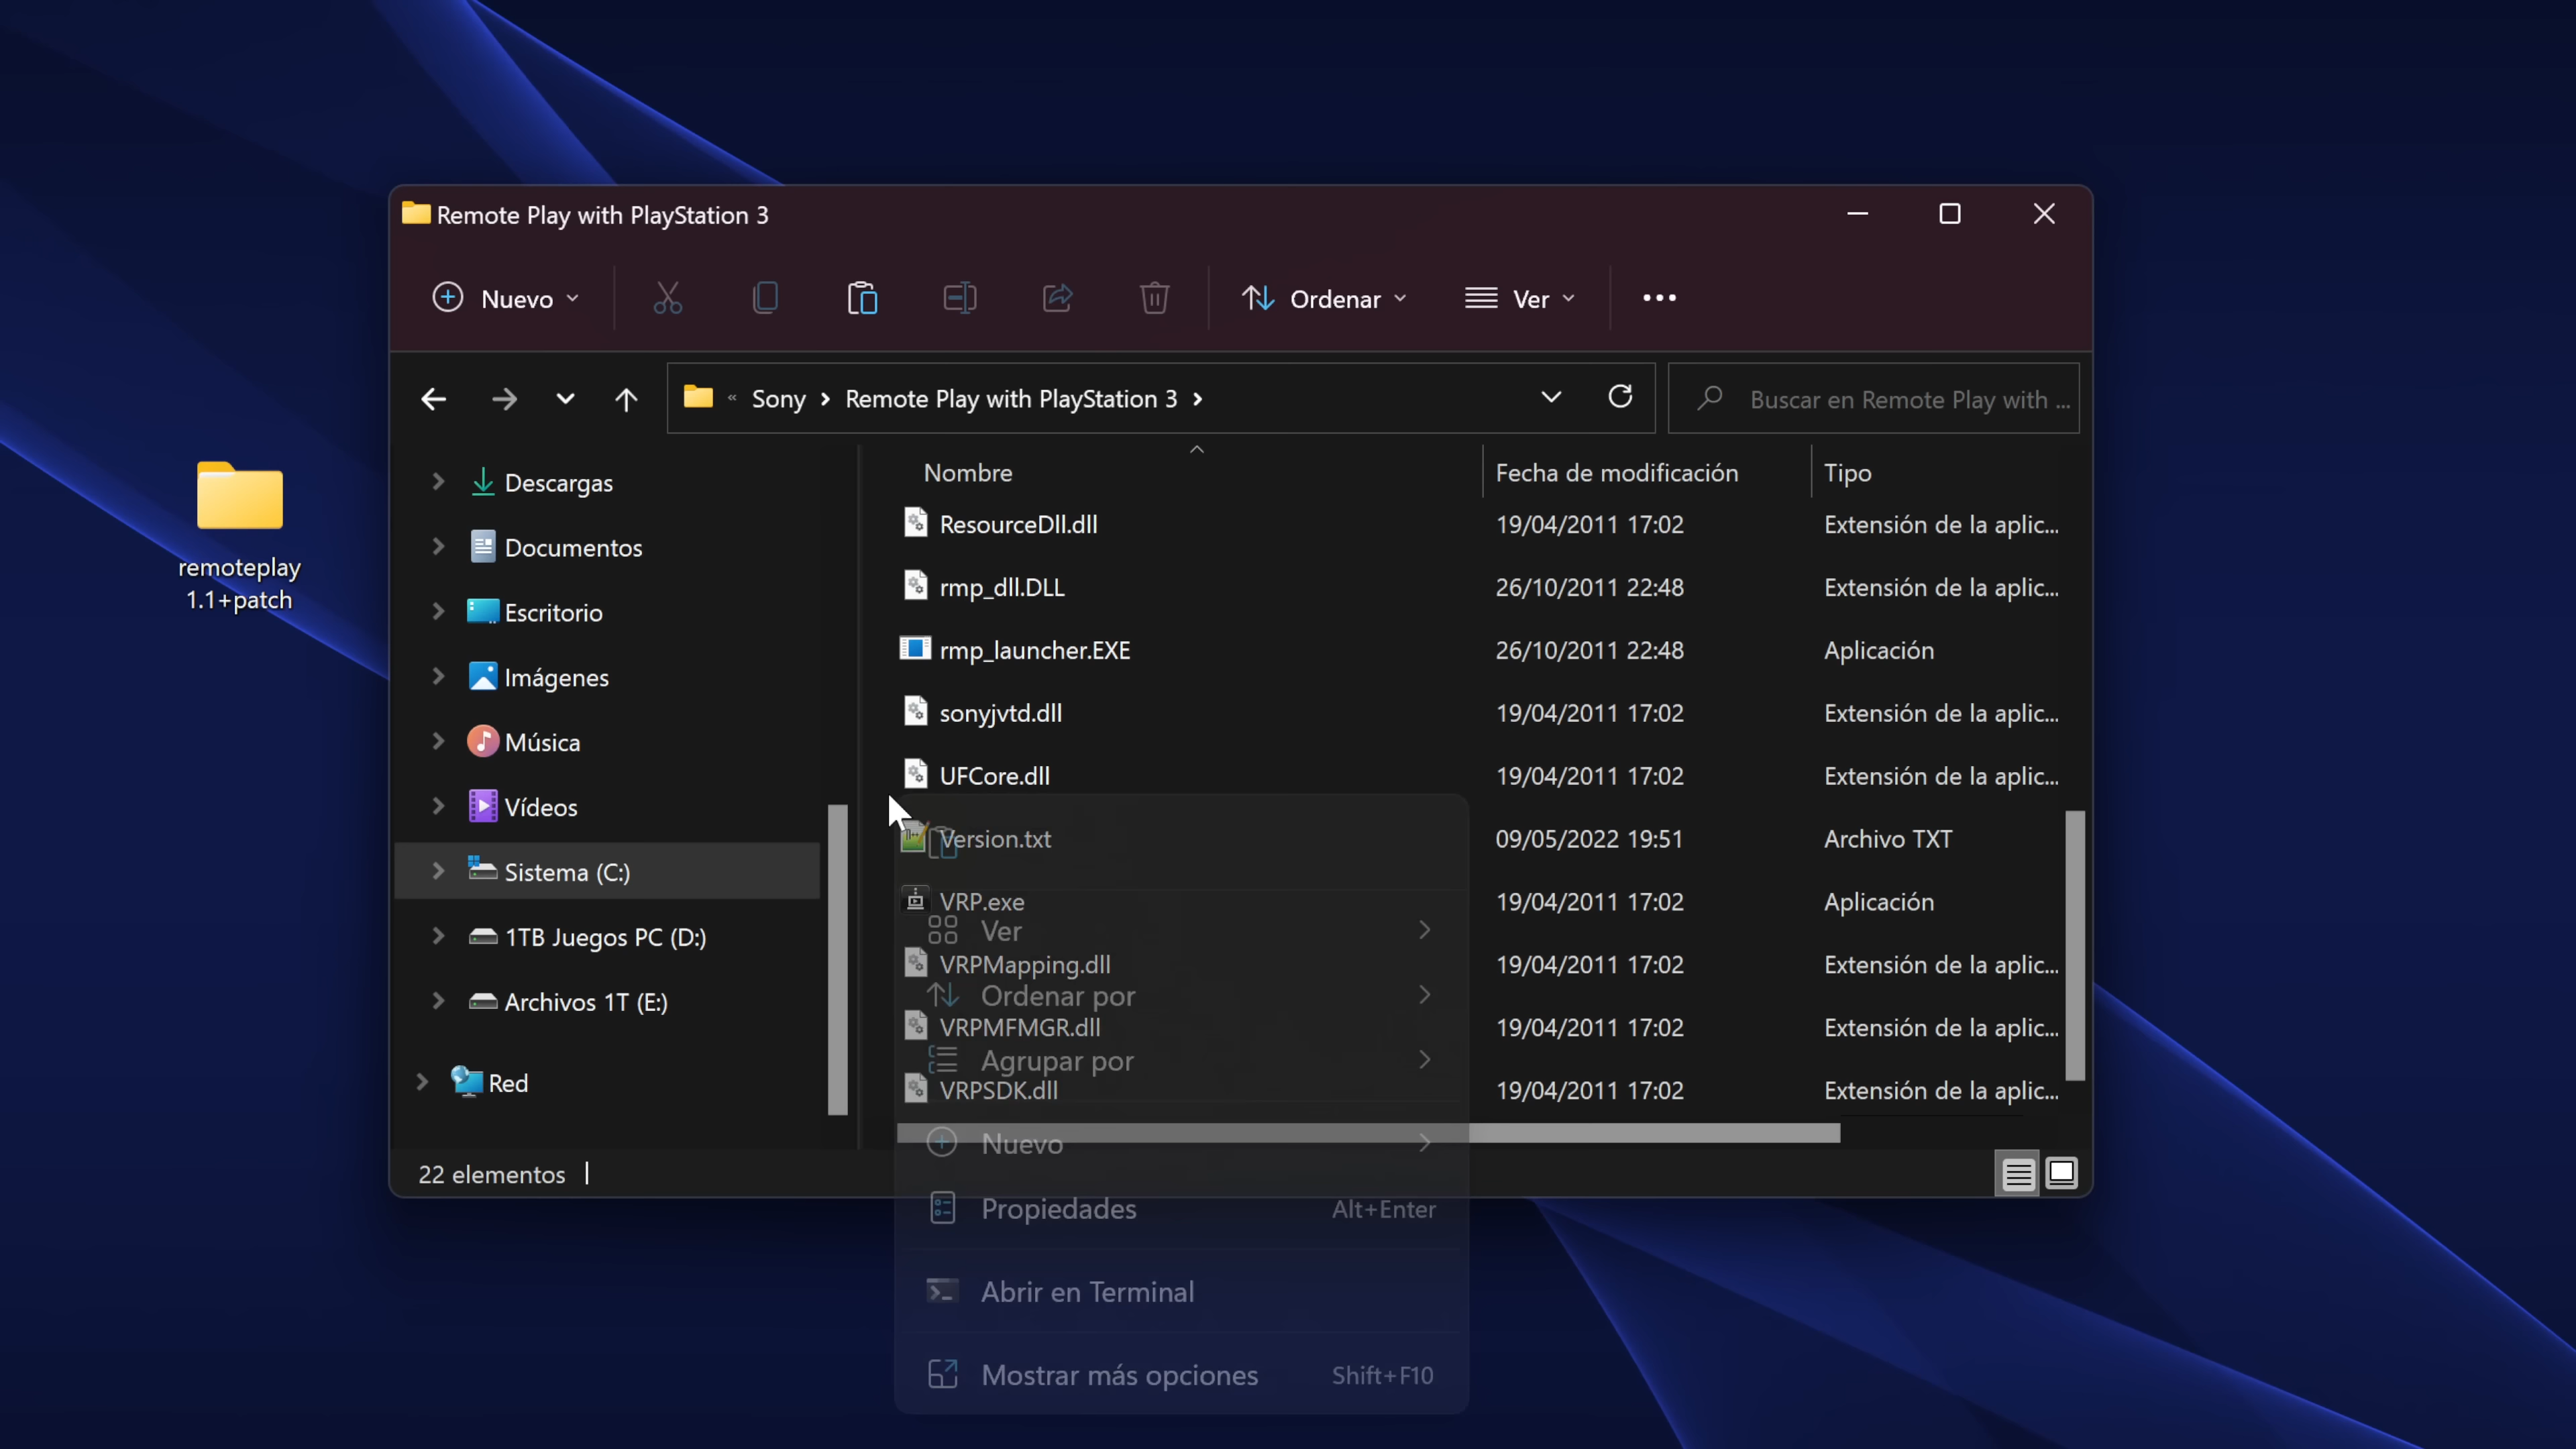 Remote Play with PlayStation 3
Nuevo
Ordenar
Ver
« Sony Remote Play with PlayStation 3
Buscar en Remote Play with ...
remoteplay
1.1+patch
Descargas
Documentos
Escritorio
Imágenes
Música
Vídeos
Sistema (C:)
1TB Juegos PC (D:)
Archivos 1T (E:)
Red
Nombre Fecha de modificación Tipo
ResourceDll.dll 19/04/2011 17:02 Extensión de la aplic...
rmp_dll.DLL 26/10/2011 22:48 Extensión de la aplic...
rmp_launcher.EXE 26/10/2011 22:48 Aplicación
sonyjvtd.dll 19/04/2011 17:02 Extensión de la aplic...
UFCore.dll 19/04/2011 17:02 Extensión de la aplic...
Version.txt 09/05/2022 19:51 Archivo TXT
VRP.exe 19/04/2011 17:02 Aplicación
VRPMapping.dll 19/04/2011 17:02 Extensión de la aplic...
VRPMFMGR.dll 19/04/2011 17:02 Extensión de la aplic...
VRPSDK.dll 19/04/2011 17:02 Extensión de la aplic...
Ver
Ordenar por
Agrupar por
Nuevo
Propiedades Alt+Enter
Abrir en Terminal
Mostrar más opciones Shift+F10
22 elementos